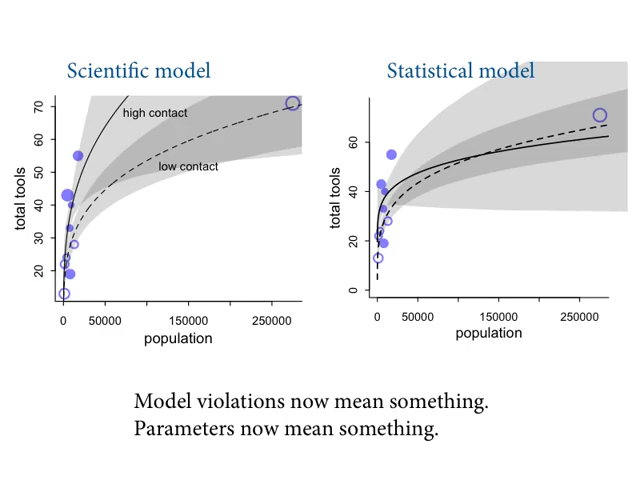 Scientific model
Statistical model
70
60
50
40
30
20
total tools
high contact
low contact
0
50000
150000
250000
population
60
40
20
0
total tools
0
50000
150000
250000
population
Model violations now mean something.
Parameters now mean something.